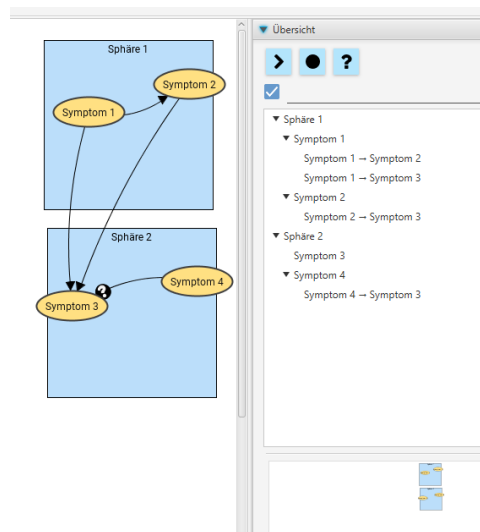 Sphäre 1
Symptom 2
Symptom 1
Sphäre 2
Symptom 4
?
Symptom 3
Übersicht
?
Sphäre 1
Symptom 1
Symptom 1 → Symptom 2
Symptom 1 → Symptom 3
Symptom 2
Symptom 2 → Symptom 3
Sphäre 2
Symptom 3
Symptom 4
Symptom 4 → Symptom 3